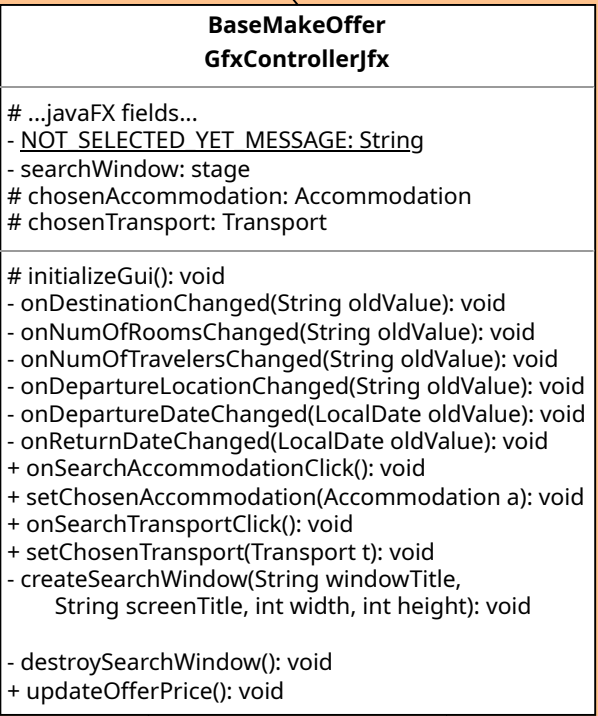 BaseMakeOffer
GfxControllerJfx
# ...javaFX fields...
- NOT_SELECTED_YET_MESSAGE: String
- searchWindow: stage
# chosenAccommodation: Accommodation
# chosenTransport: Transport
# initializeGui(): void
- onDestinationChanged(String oldValue): void
- onNumOfRoomsChanged(String oldValue): void
- onNumOfTravelersChanged(String oldValue): void
- onDepartureLocationChanged(String oldValue): void
- onDepartureDateChanged(LocalDate oldValue): void
- onReturnDateChanged(LocalDate oldValue): void
+ onSearchAccommodationClick(): void
+ setChosenAccommodation(Accommodation a): void
+ onSearchTransportClick(): void
+ setChosenTransport(Transport t): void
- createSearchWindow(String windowTitle,
String screenTitle, int width, int height): void
- destroySearchWindow(): void
+ updateOfferPrice(): void